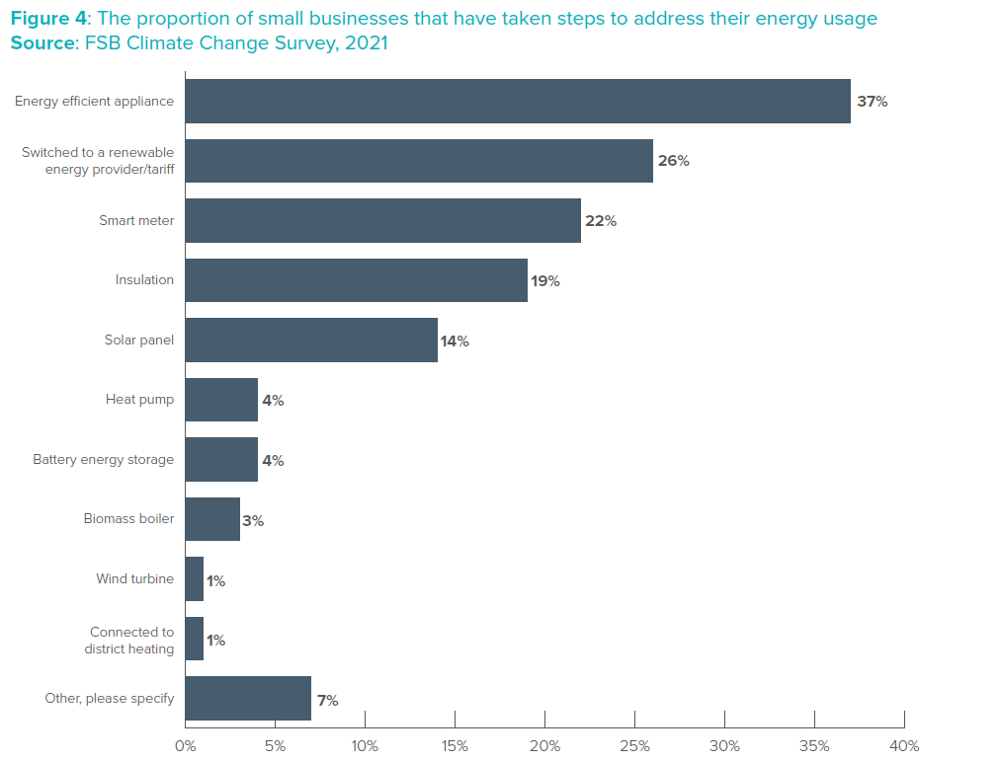 Figure 4: The proportion of small businesses that have taken steps to address their energy usage
Source: FSB Climate Change Survey, 2021
Energy efficient appliance
37%
Switched to a renewable
energy provider/tariff
26%
Smart meter
22%
Insulation
19%
Solar panel
14%
Heat pump
4%
Battery energy storage
4%
Biomass boiler
3%
Wind turbine
1%
Connected to
district heating
1%
Other, please specify
7%
0% 5% 10% 15% 20% 25% 30% 35% 40%